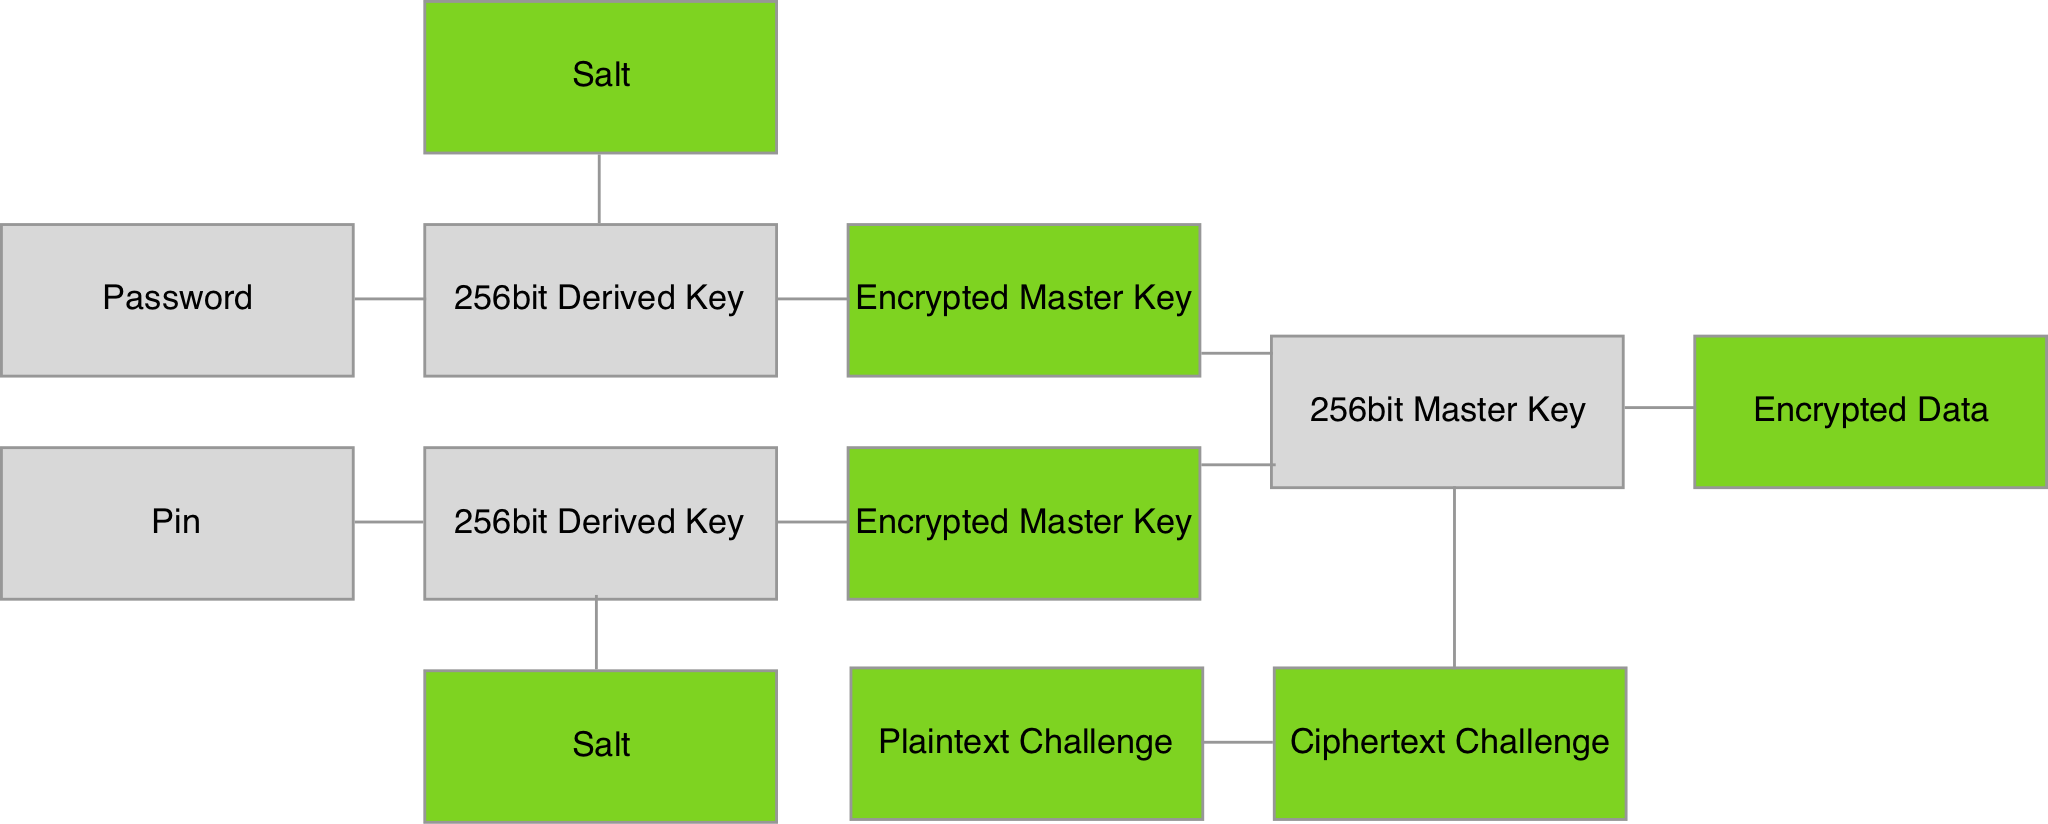 Salt
Password
256bit Derived Key
Encrypted Master Key
256bit Master Key
Encrypted Data
Pin
256bit Derived Key
Encrypted Master Key
Salt
Plaintext Challenge
Ciphertext Challenge